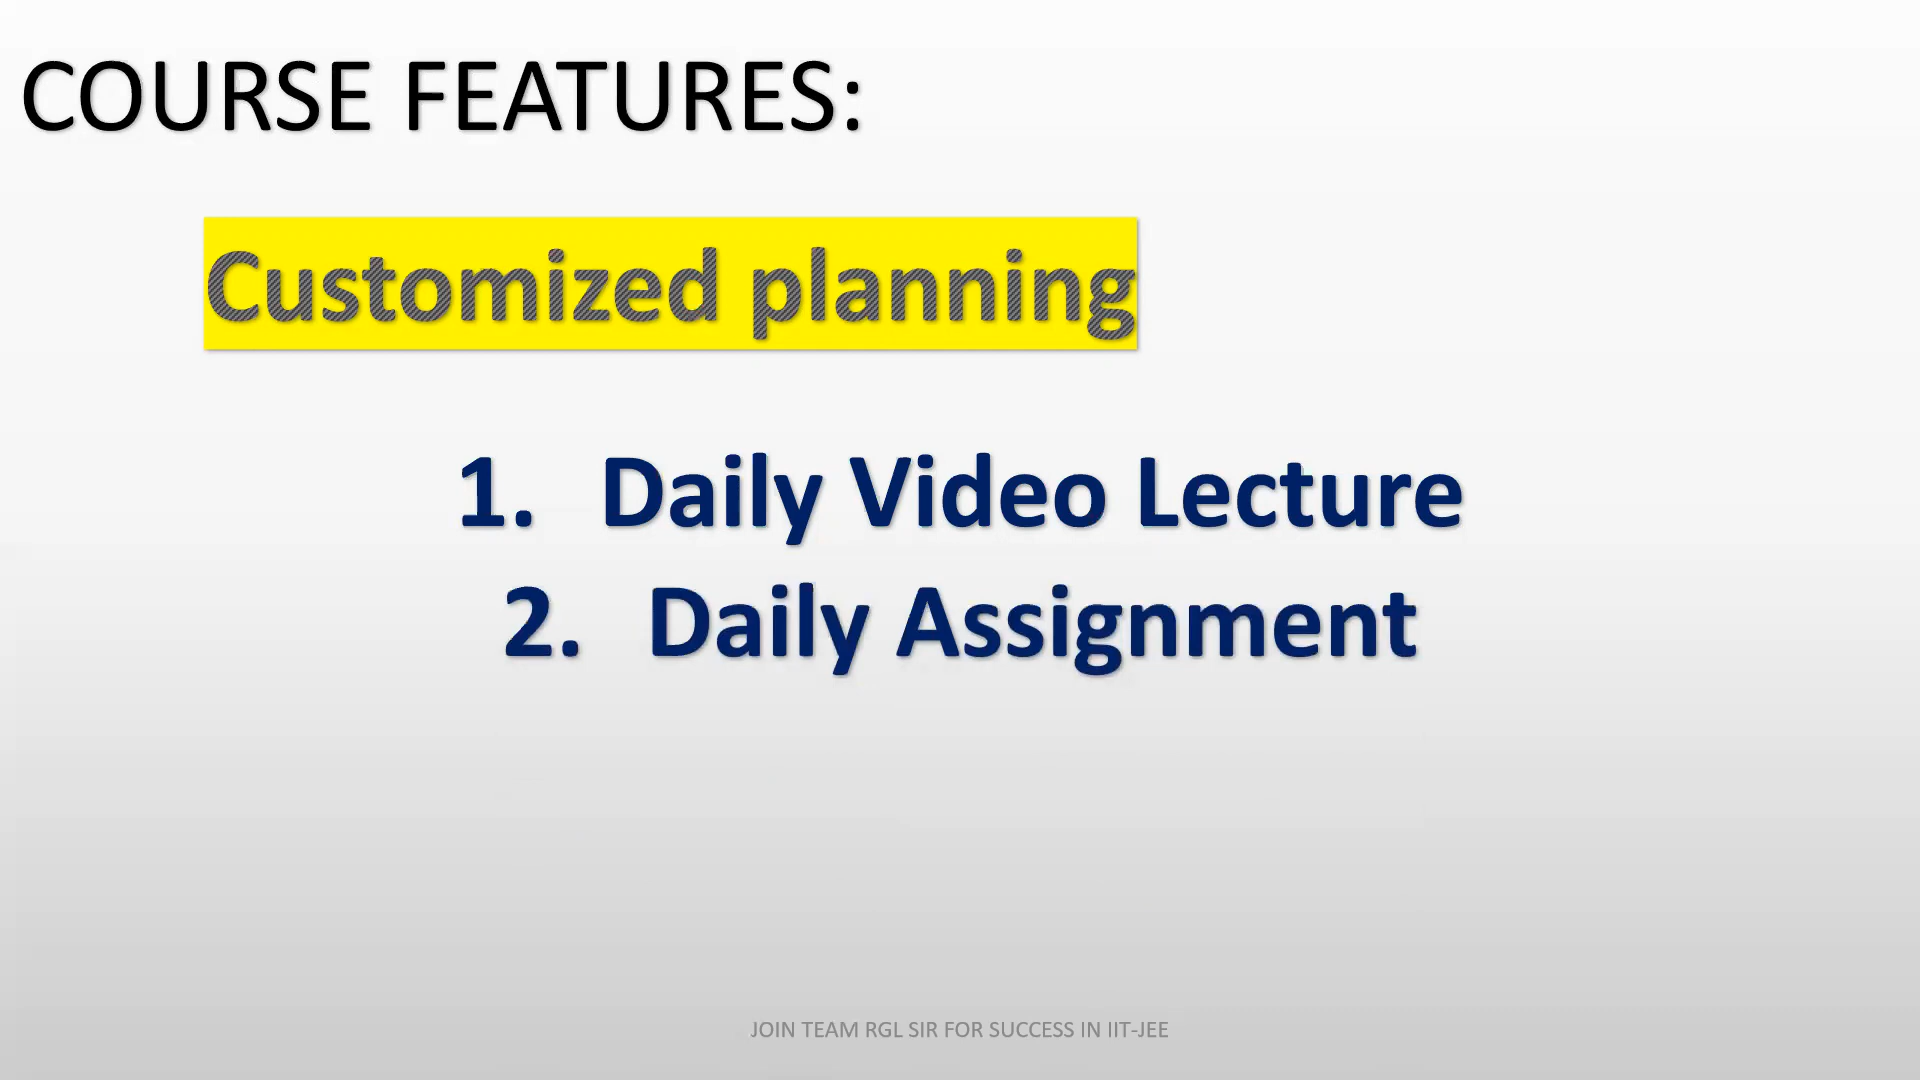 COURSE FEATURES:
Customized planning
1. Daily Video Lecture
2. Daily Assignment
JOIN TEAM RGL SIR FOR SUCCESS IN IIT-JEE